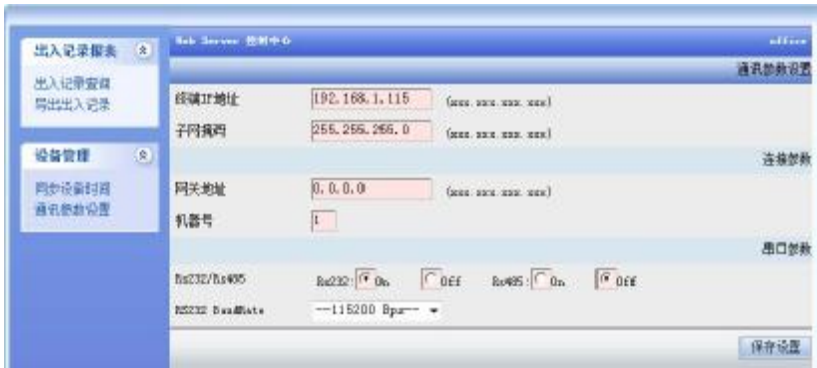 出入记录报表
出入记录查询
导出出入记录
设备管理
同步设备时间
通讯参数设置
Web Server 控制中心
office
通讯参数设置
终端IP地址 192.168.1.115 (xxx.xxx.xxx.xxx)
子网掩码 255.255.255.0 (xxx.xxx.xxx.xxx)
连接参数
网关地址 0.0.0.0 (xxx.xxx.xxx.xxx)
机器号 1
串口参数
Rs232/Rs485 Rs232: On Off Rs485: On Off
RS232 BaudRate --115200 Bps--
保存设置